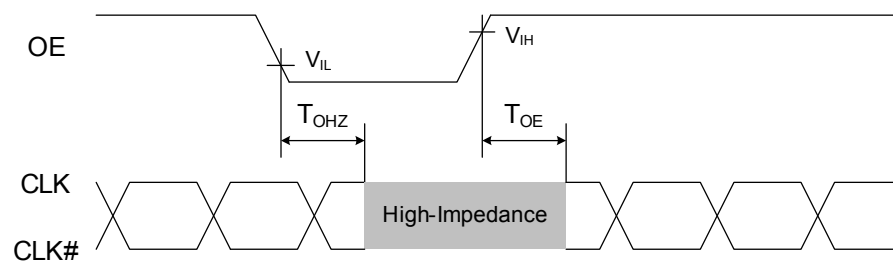 OE
V_IL
V_IH
T_OHZ
T_OE
CLK
High-Impedance
CLK#